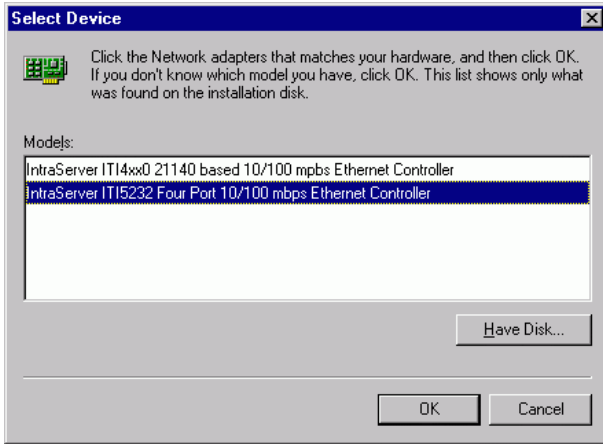 Select Device
Click the Network adapters that matches your hardware, and then click OK.
If you don't know which model you have, click OK. This list shows only what
was found on the installation disk.
Models:
IntraServer ITI4xx0 21140 based 10/100 mpbs Ethernet Controller
IntraServer ITI5232 Four Port 10/100 mbps Ethernet Controller
Have Disk...
OK
Cancel